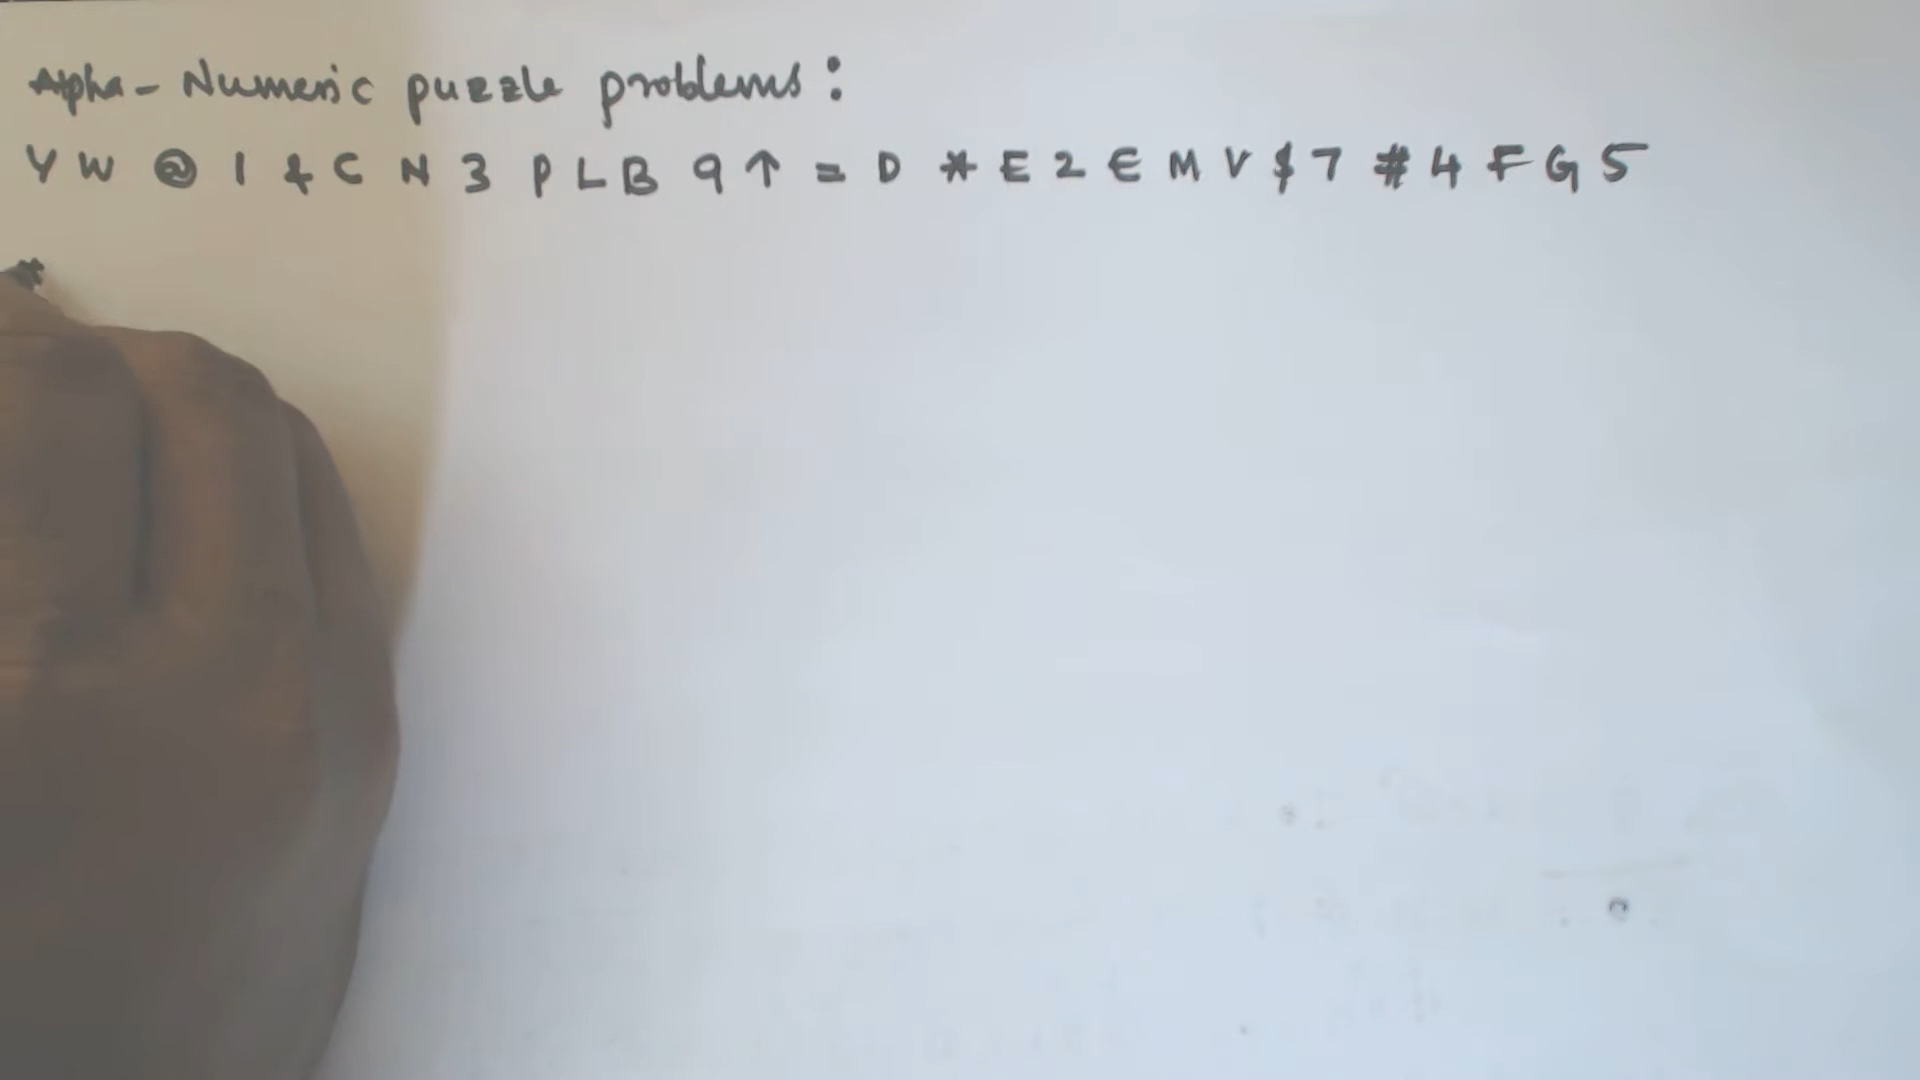 Alpha - Numeric puzzle problems :
Y W @ 1 & C N 3 P L B 9 ↑ = D * E 2 € M V $ 7 # 4 F G 5